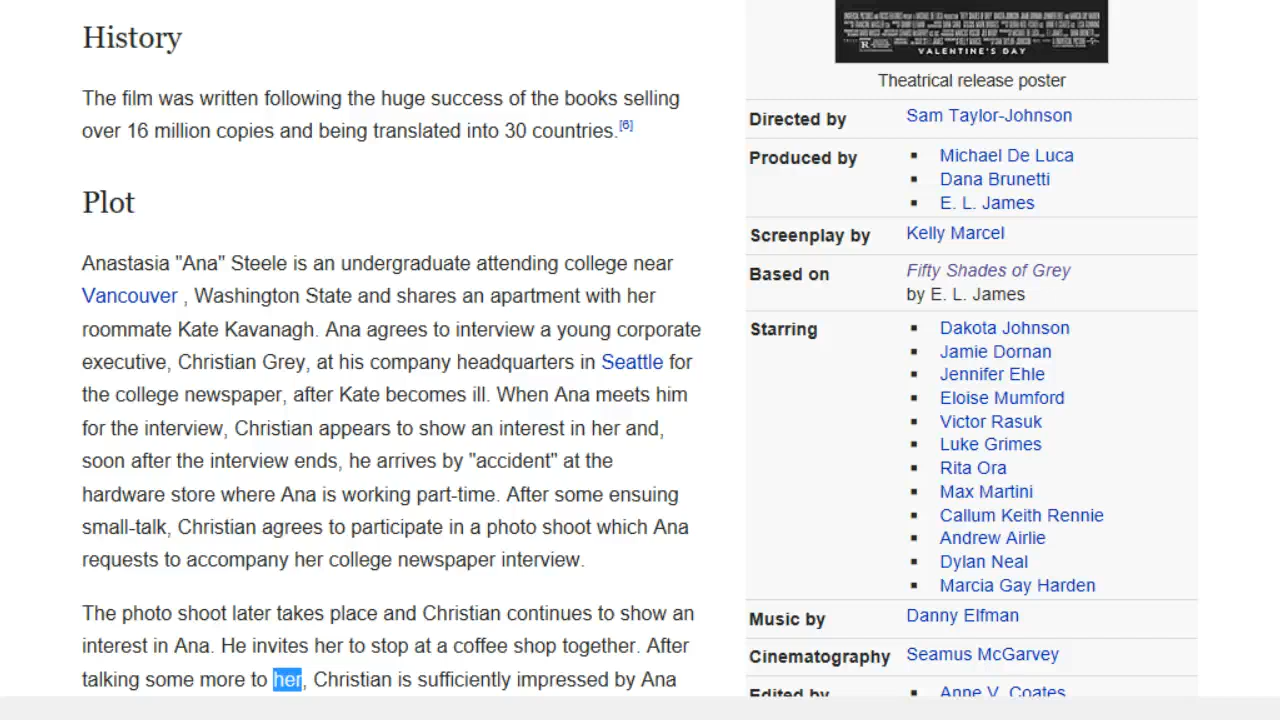 History
The film was written following the huge success of the books selling
over 16 million copies and being translated into 30 countries.[6]
Plot
Anastasia "Ana" Steele is an undergraduate attending college near
Vancouver , Washington State and shares an apartment with her
roommate Kate Kavanagh. Ana agrees to interview a young corporate
executive, Christian Grey, at his company headquarters in Seattle for
the college newspaper, after Kate becomes ill. When Ana meets him
for the interview, Christian appears to show an interest in her and,
soon after the interview ends, he arrives by "accident" at the
hardware store where Ana is working part-time. After some ensuing
small-talk, Christian agrees to participate in a photo shoot which Ana
requests to accompany her college newspaper interview.
The photo shoot later takes place and Christian continues to show an
interest in Ana. He invites her to stop at a coffee shop together. After
talking some more to her, Christian is sufficiently impressed by Ana
R
VALENTINE'S DAY
Theatrical release poster
Directed by Sam Taylor-Johnson
Produced by
▪ Michael De Luca
▪ Dana Brunetti
▪ E. L. James
Screenplay by Kelly Marcel
Based on Fifty Shades of Grey
by E. L. James
Starring
▪ Dakota Johnson
▪ Jamie Dornan
▪ Jennifer Ehle
▪ Eloise Mumford
▪ Victor Rasuk
▪ Luke Grimes
▪ Rita Ora
▪ Max Martini
▪ Callum Keith Rennie
▪ Andrew Airlie
▪ Dylan Neal
▪ Marcia Gay Harden
Music by Danny Elfman
Cinematography Seamus McGarvey
Edited by ▪ Anne V. Coates